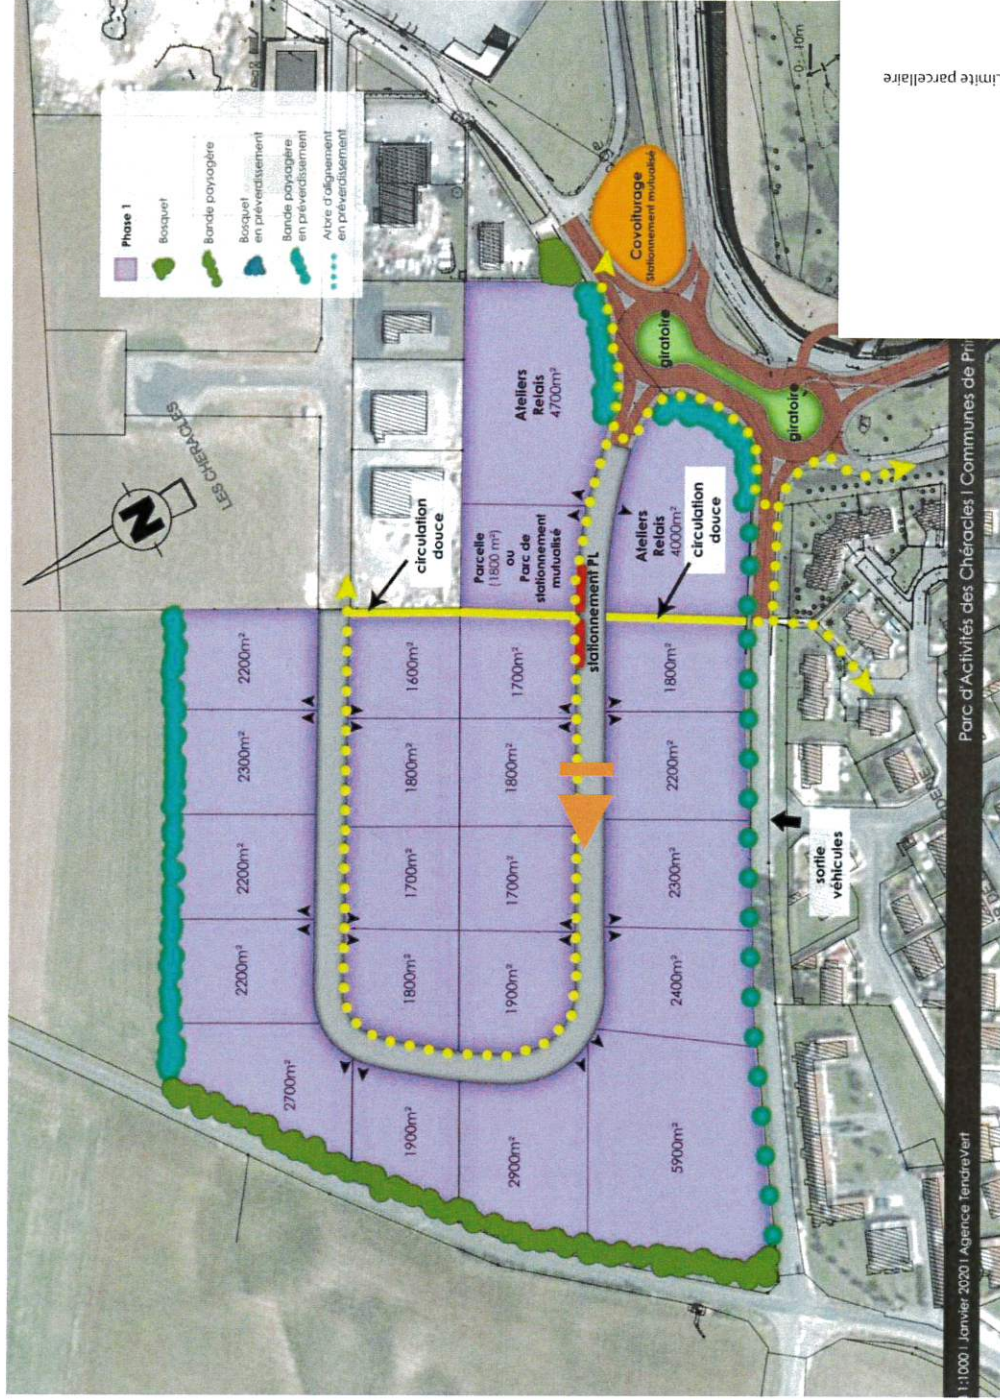 Phase 1
Bosquet
Bande paysagère
Bosquet
en préverdissement
Bande paysagère
en préverdissement
Arbre d'alignement
en préverdissement
LES CHERACLES
N
0 10m
Limite parcellaire
Covoiturage
Stationnement mutualisé
giratoire
giratoire
Ateliers
Relais
4700m²
Parcelle
(1800 m²)
ou
Parc de
stationnement
mutualisé
Ateliers
Relais
4000m²
circulation
douce
circulation
douce
stationnement PL
2200m²
2300m²
2200m²
2200m²
2700m²
1600m²
1800m²
1700m²
1800m²
1900m²
1700m²
1800m²
1700m²
1900m²
2900m²
1800m²
2200m²
2300m²
2400m²
5900m²
sortie
véhicules
1:1000 I Janvier 2020 I Agence Tendrevert
Parc d'Activités des Chéracles I Communes de Pri